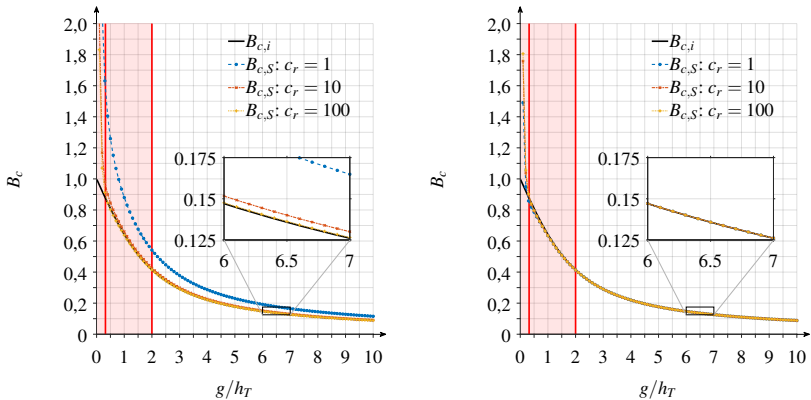 2,0
1,8
1,6
1,4
1,2
1,0
0,8
0,6
0,4
0,2
0
B_c
B_{c,i}
B_{c,S}: c_r = 1
B_{c,S}: c_r = 10
B_{c,S}: c_r = 100
0.175
0.15
0.125
6 6.5 7
0 1 2 3 4 5 6 7 8 9 10
g/h_T
2,0
1,8
1,6
1,4
1,2
1,0
0,8
0,6
0,4
0,2
0
B_c
B_{c,i}
B_{c,S}: c_r = 1
B_{c,S}: c_r = 10
B_{c,S}: c_r = 100
0.175
0.15
0.125
6 6.5 7
0 1 2 3 4 5 6 7 8 9 10
g/h_T